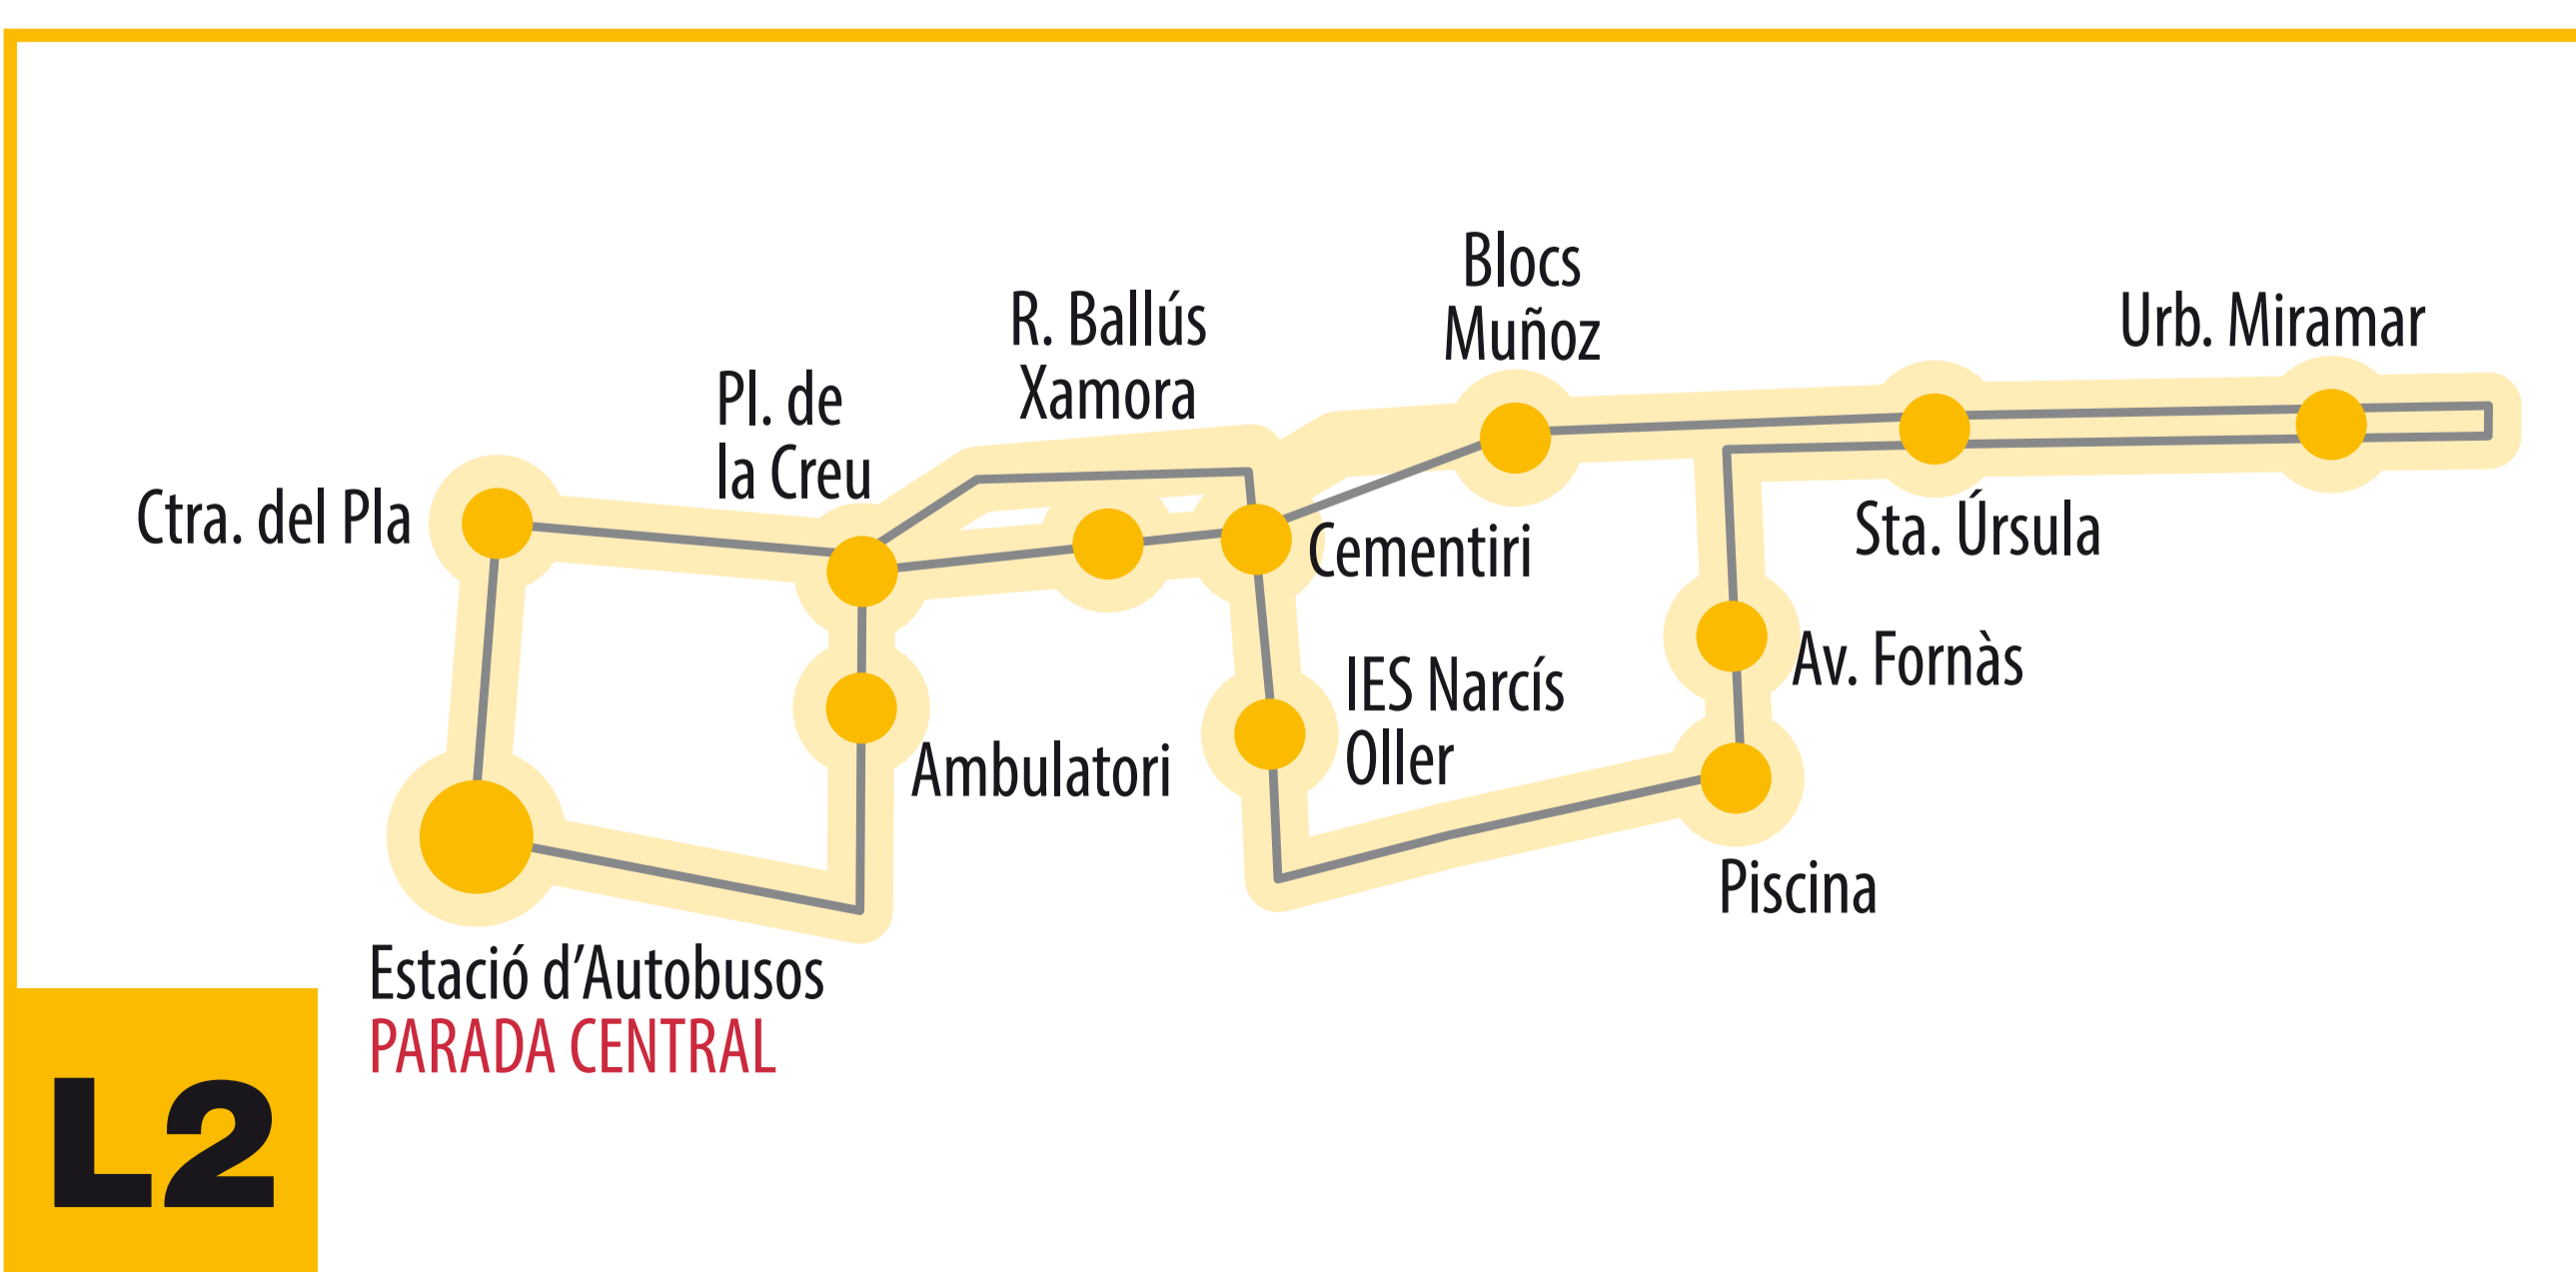 Blocs
Muñoz
R. Ballús
Xamora
Urb. Miramar
Pl. de
la Creu
Ctra. del Pla
Cementiri
Sta. Úrsula
IES Narcís
Oller
Av. Fornàs
Ambulatori
Piscina
Estació d’Autobusos
PARADA CENTRAL
L2